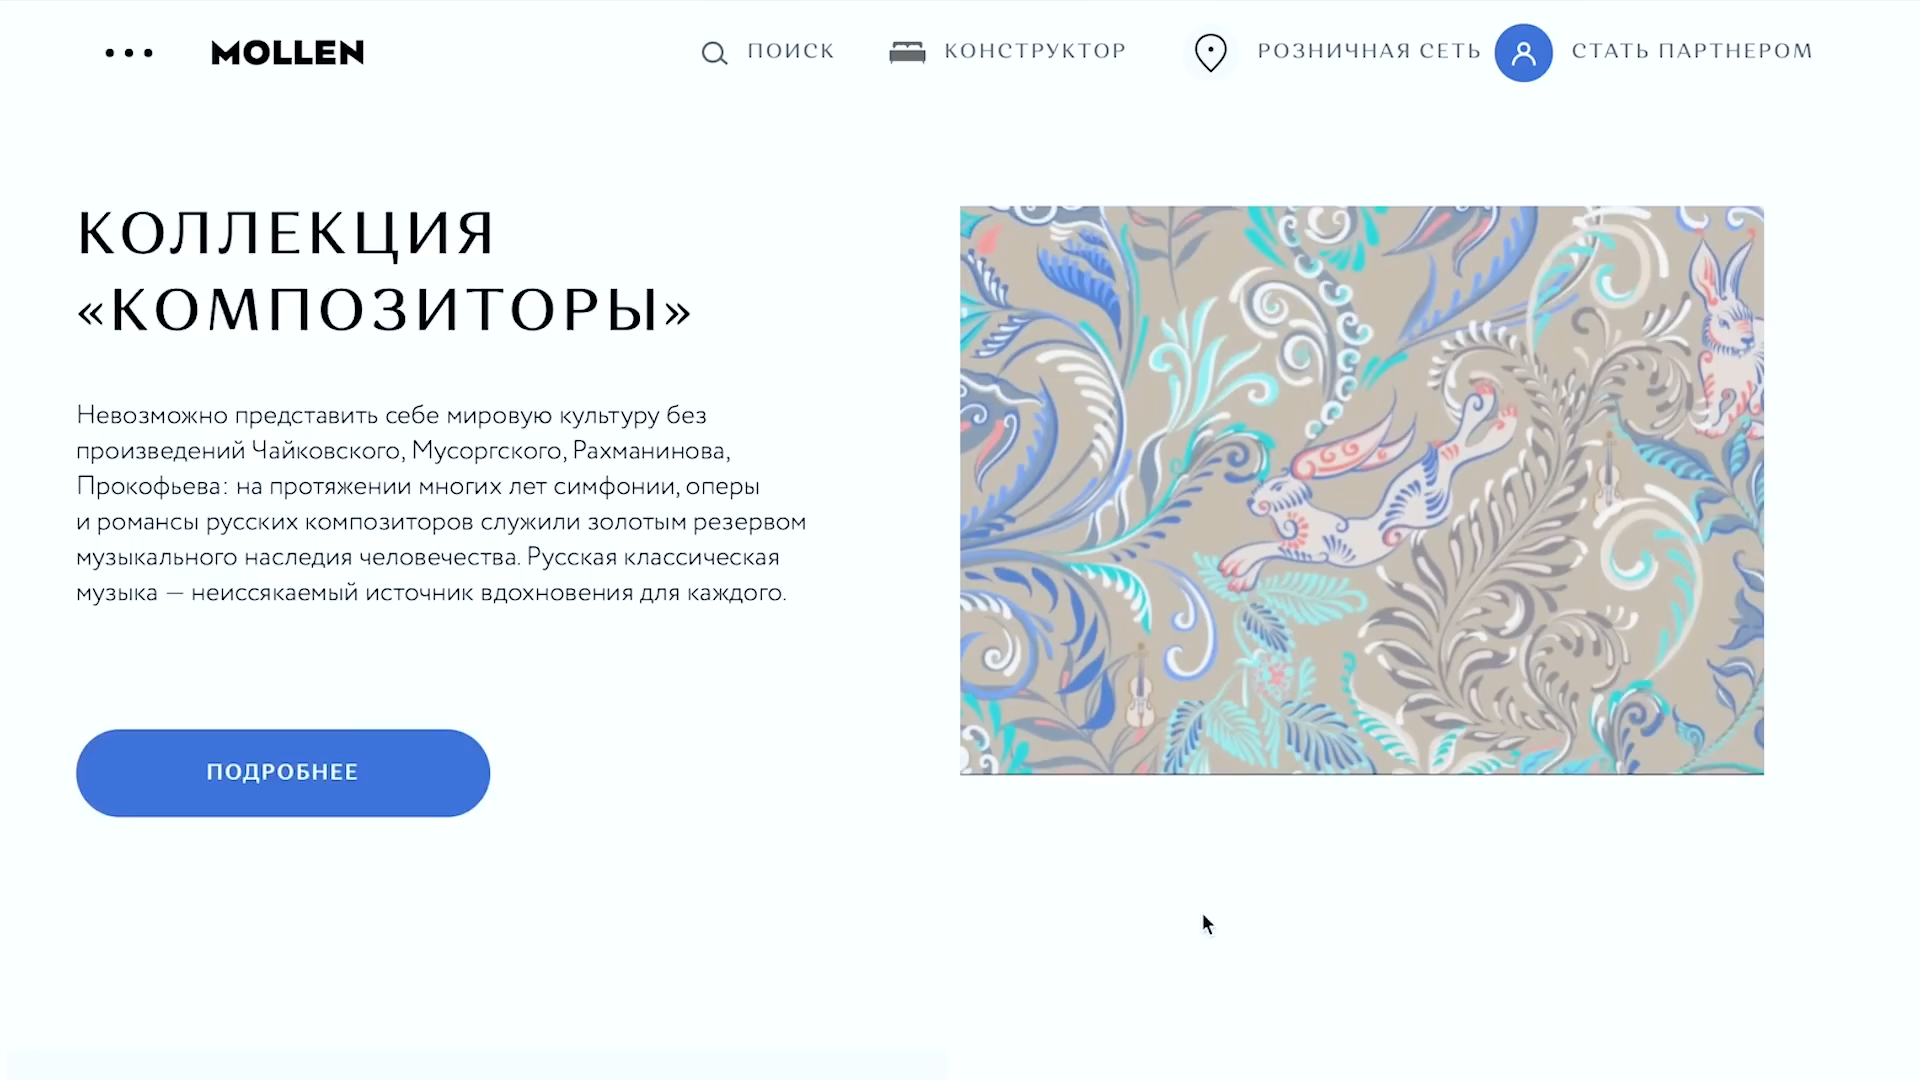 MOLLEN
ПОИСК
КОНСТРУКТОР
РОЗНИЧНАЯ СЕТЬ
СТАТЬ ПАРТНЕРОМ
КОЛЛЕКЦИЯ
«КОМПОЗИТОРЫ»
Невозможно представить себе мировую культуру без
произведений Чайковского, Мусоргского, Рахманинова,
Прокофьева: на протяжении многих лет симфонии, оперы
и романсы русских композиторов служили золотым резервом
музыкального наследия человечества. Русская классическая
музыка — неиссякаемый источник вдохновения для каждого.
ПОДРОБНЕЕ